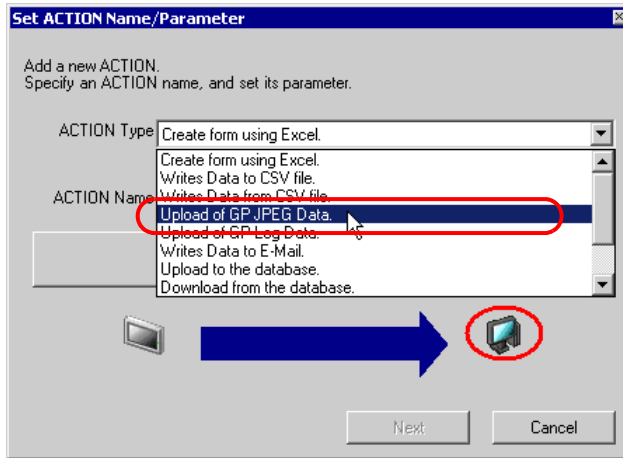 Set ACTION Name/Parameter
Add a new ACTION.
Specify an ACTION name, and set its parameter.
ACTION Type Create form using Excel.
Create form using Excel.
Writes Data to CSV file.
ACTION Name Writes Data from CSV file.
Upload of GP JPEG Data.
Upload of GP Log Data.
Writes Data to E-Mail.
Upload to the database.
Download from the database.
Next
Cancel